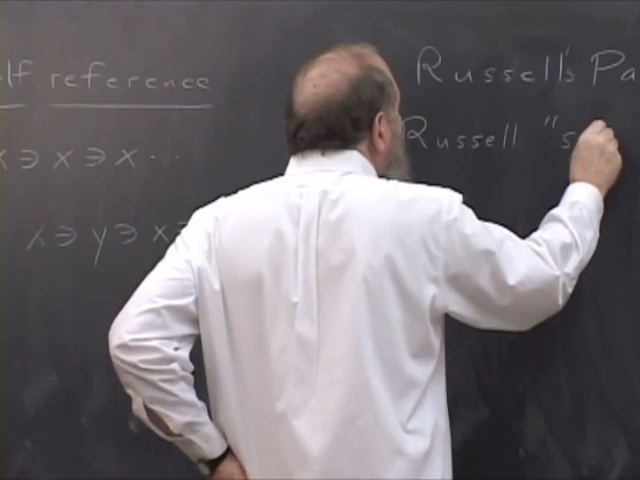 lf reference
x ∋ x ∋ x ...
x ∋ y ∋ x ∋
Russell's Pa
Russell "s